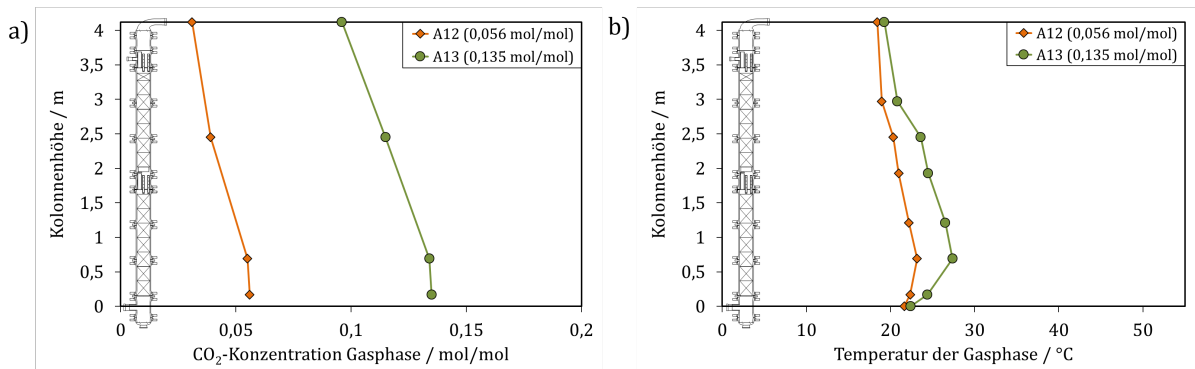 a)
Kolonnenhöhe / m
4
3,5
3
2,5
2
1,5
1
0,5
0
A12 (0,056 mol/mol)
A13 (0,135 mol/mol)
0 0,05 0,1 0,15 0,2
CO₂-Konzentration Gasphase / mol/mol
b)
Kolonnenhöhe / m
4
3,5
3
2,5
2
1,5
1
0,5
0
A12 (0,056 mol/mol)
A13 (0,135 mol/mol)
0 10 20 30 40 50
Temperatur der Gasphase / °C